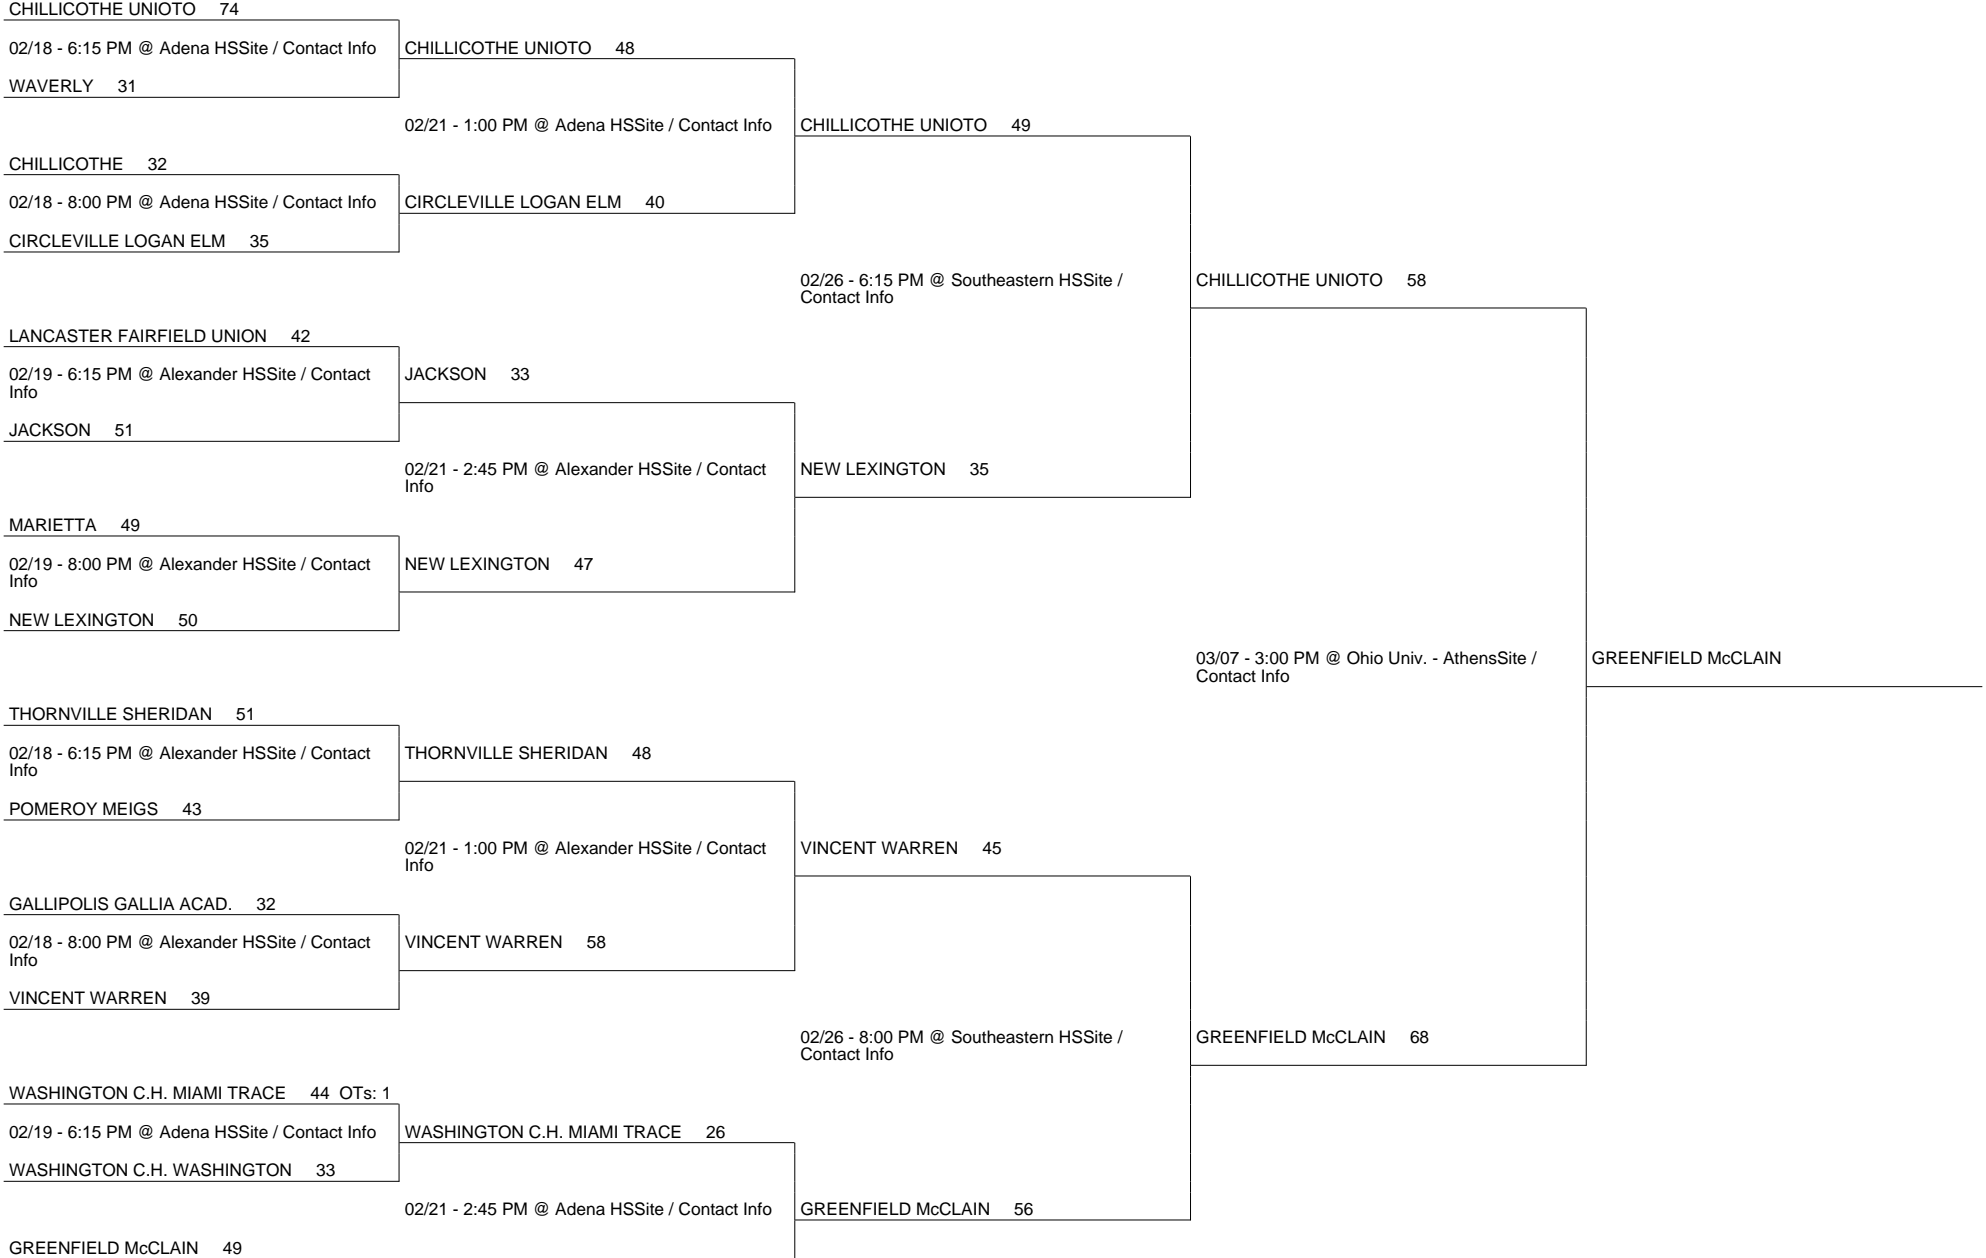 CHILLICOTHE UNIOTO 74
02/18 - 6:15 PM @ Adena HSSite / Contact Info
CHILLICOTHE UNIOTO 48
WAVERLY 31
02/21 - 1:00 PM @ Adena HSSite / Contact Info
CHILLICOTHE UNIOTO 49
CHILLICOTHE 32
02/18 - 8:00 PM @ Adena HSSite / Contact Info
CIRCLEVILLE LOGAN ELM 40
CIRCLEVILLE LOGAN ELM 35
02/26 - 6:15 PM @ Southeastern HSSite /
Contact Info
CHILLICOTHE UNIOTO 58
LANCASTER FAIRFIELD UNION 42
02/19 - 6:15 PM @ Alexander HSSite / Contact
Info
JACKSON 33
JACKSON 51
02/21 - 2:45 PM @ Alexander HSSite / Contact
Info
NEW LEXINGTON 35
MARIETTA 49
02/19 - 8:00 PM @ Alexander HSSite / Contact
Info
NEW LEXINGTON 47
NEW LEXINGTON 50
03/07 - 3:00 PM @ Ohio Univ. - AthensSite /
Contact Info
GREENFIELD McCLAIN
THORNVILLE SHERIDAN 51
02/18 - 6:15 PM @ Alexander HSSite / Contact
Info
THORNVILLE SHERIDAN 48
POMEROY MEIGS 43
02/21 - 1:00 PM @ Alexander HSSite / Contact
Info
VINCENT WARREN 45
GALLIPOLIS GALLIA ACAD. 32
02/18 - 8:00 PM @ Alexander HSSite / Contact
Info
VINCENT WARREN 58
VINCENT WARREN 39
02/26 - 8:00 PM @ Southeastern HSSite /
Contact Info
GREENFIELD McCLAIN 68
WASHINGTON C.H. MIAMI TRACE 44 OTs: 1
02/19 - 6:15 PM @ Adena HSSite / Contact Info
WASHINGTON C.H. MIAMI TRACE 26
WASHINGTON C.H. WASHINGTON 33
02/21 - 2:45 PM @ Adena HSSite / Contact Info
GREENFIELD McCLAIN 56
GREENFIELD McCLAIN 49